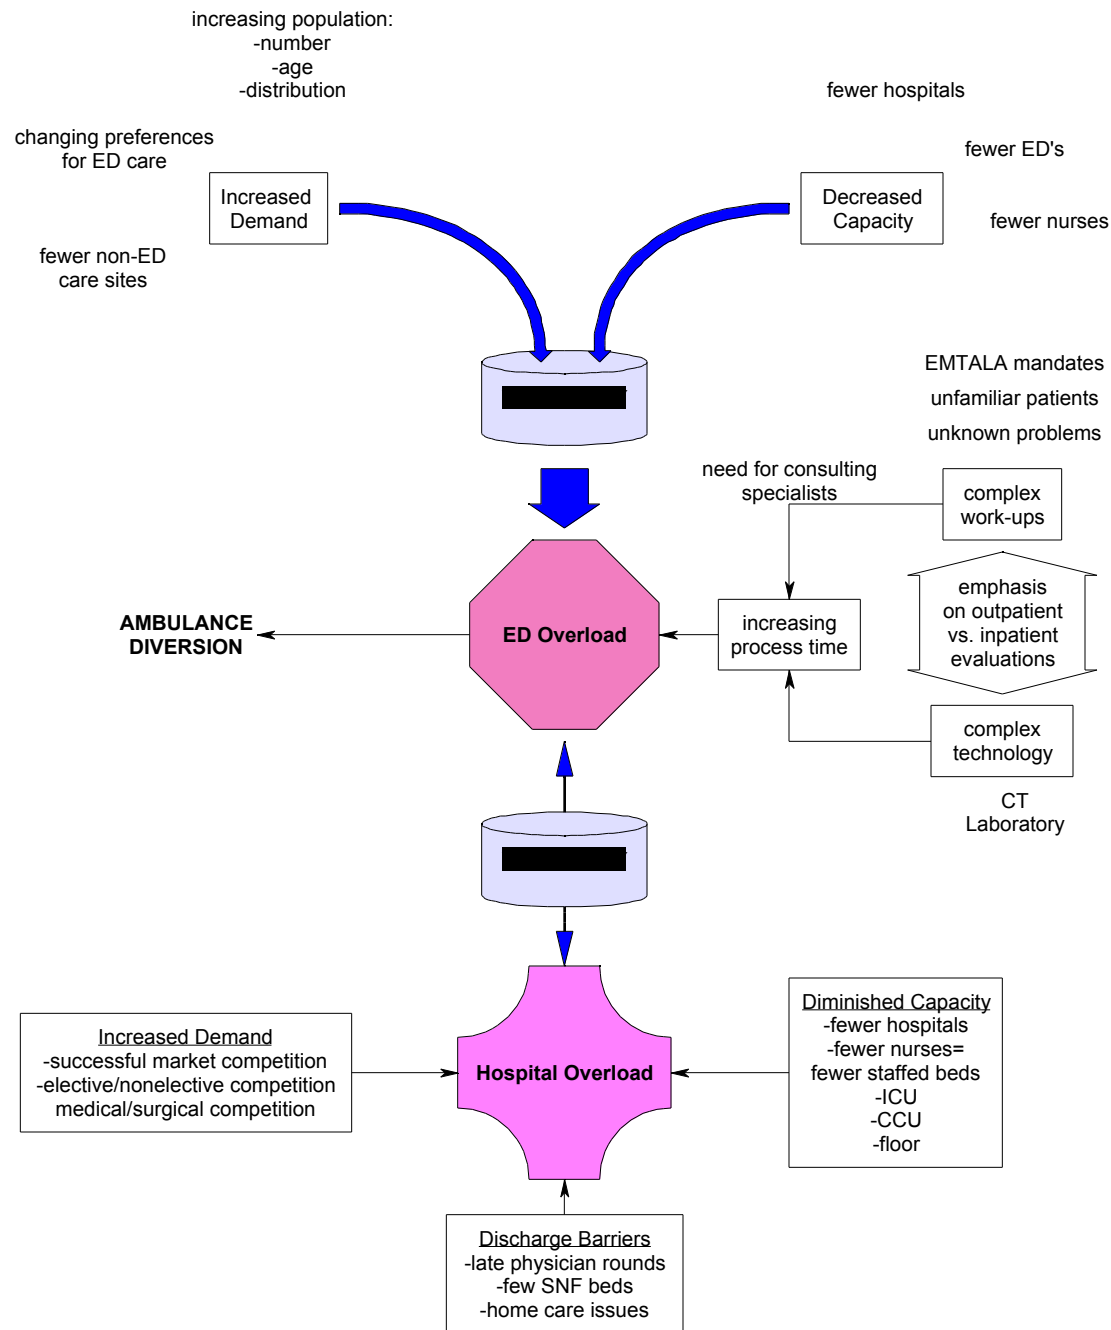 increasing population:
-number
-age
-distribution
fewer hospitals
changing preferences
for ED care
fewer ED's
Increased
Demand
Decreased
Capacity
fewer nurses
fewer non-ED
care sites
EMTALA mandates
unfamiliar patients
unknown problems
need for consulting
specialists
complex
work-ups
emphasis
on outpatient
vs. inpatient
evaluations
AMBULANCE
DIVERSION
ED Overload
increasing
process time
complex
technology
CT
Laboratory
Increased Demand
-successful market competition
-elective/nonelective competition
medical/surgical competition
Hospital Overload
Diminished Capacity
-fewer hospitals
-fewer nurses=
fewer staffed beds
-ICU
-CCU
-floor
Discharge Barriers
-late physician rounds
-few SNF beds
-home care issues